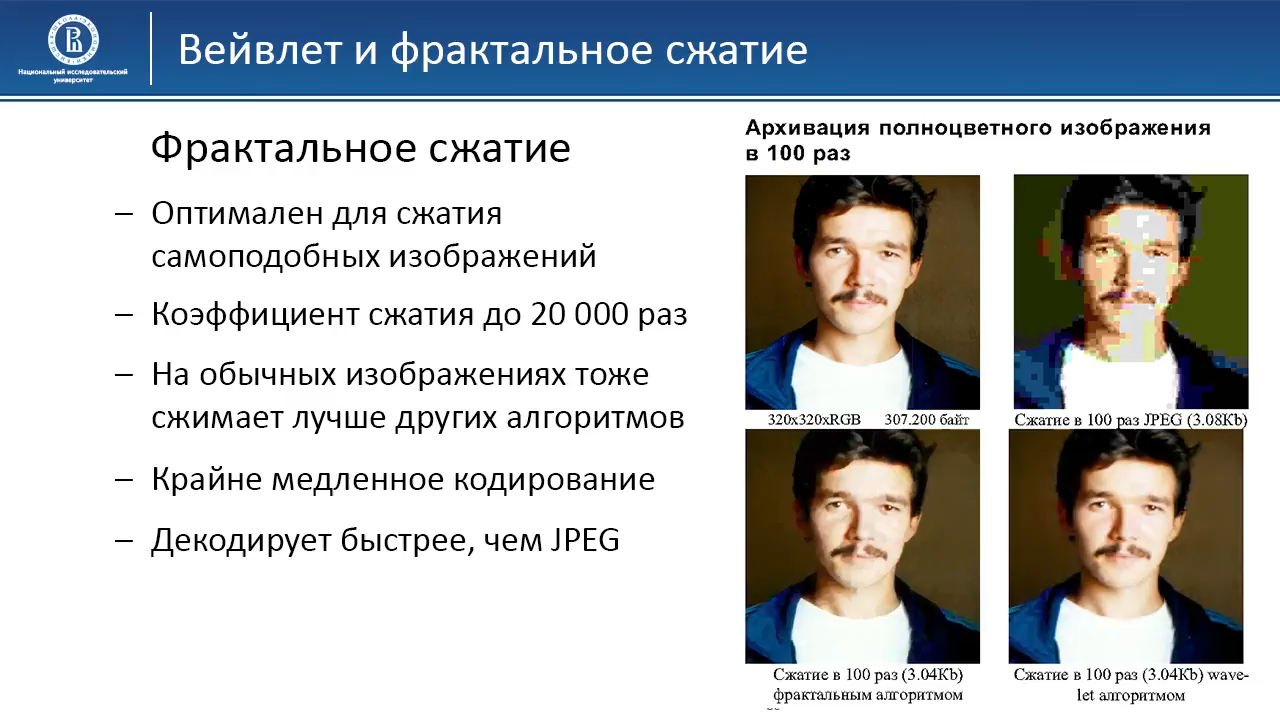 Национальный исследовательский
университет
Вейвлет и фрактальное сжатие
Фрактальное сжатие
– Оптимален для сжатия
самоподобных изображений
– Коэффициент сжатия до 20 000 раз
– На обычных изображениях тоже
сжимает лучше других алгоритмов
– Крайне медленное кодирование
– Декодирует быстрее, чем JPEG
Архивация полноцветного изображения
в 100 раз
320x320xRGB 307.200 байт
Сжатие в 100 раз JPEG (3.08Kb)
Сжатие в 100 раз (3.04Kb)
фрактальным алгоритмом
Сжатие в 100 раз (3.04Kb) wave-
let алгоритмом